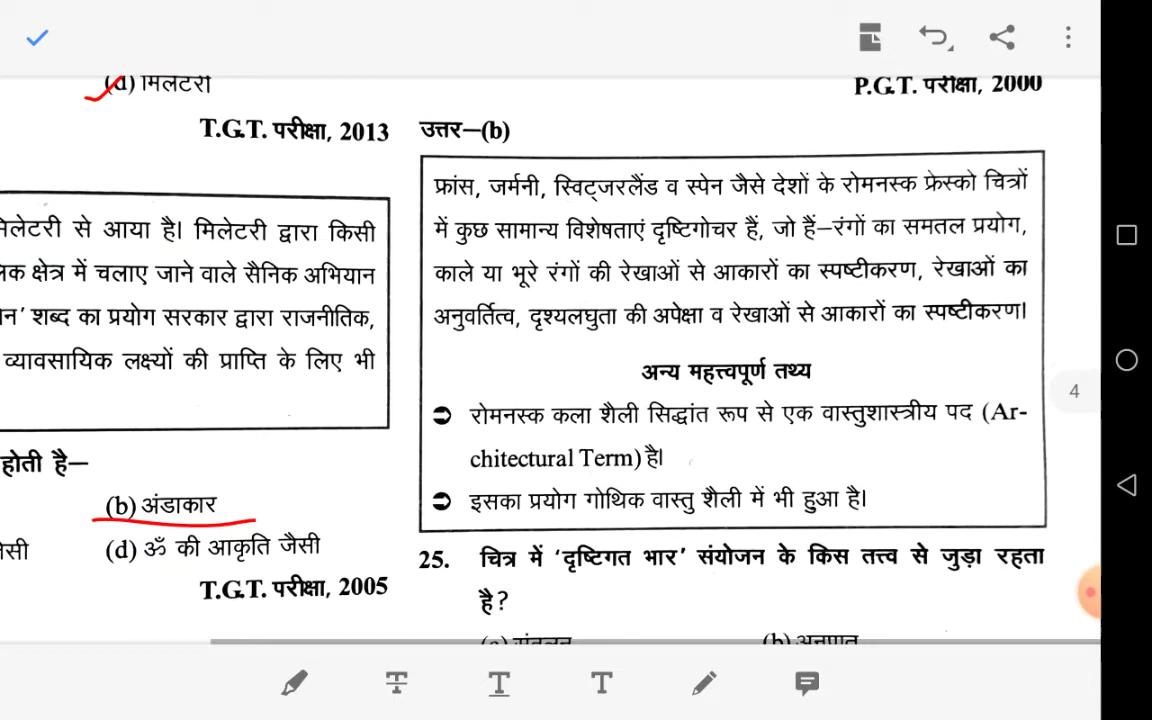 (d) मिलेटरी
T.G.T. परीक्षा, 2013
मिलेटरी से आया है। मिलेटरी द्वारा किसी
क्षेत्र में चलाए जाने वाले सैनिक अभियान
शब्द का प्रयोग सरकार द्वारा राजनीतिक,
व्यावसायिक लक्ष्यों की प्राप्ति के लिए भी
होती है–
(b) अंडाकार
(d) ॐ की आकृति जैसी
T.G.T. परीक्षा, 2005
P.G.T. परीक्षा, 2000
उत्तर–(b)
फ्रांस, जर्मनी, स्विट्जरलैंड व स्पेन जैसे देशों के रोमनस्क फ्रेस्को चित्रों
में कुछ सामान्य विशेषताएं दृष्टिगोचर हैं, जो हैं–रंगों का समतल प्रयोग,
काले या भूरे रंगों की रेखाओं से आकारों का स्पष्टीकरण, रेखाओं का
अनुवर्तित्व, दृश्यलघुता की अपेक्षा व रेखाओं से आकारों का स्पष्टीकरण।
अन्य महत्त्वपूर्ण तथ्य
➲ रोमनस्क कला शैली सिद्धांत रूप से एक वास्तुशास्त्रीय पद (Ar-
chitectural Term) है।
➲ इसका प्रयोग गोथिक वास्तु शैली में भी हुआ है।
25. चित्र में 'दृष्टिगत भार' संयोजन के किस तत्त्व से जुड़ा रहता
है?
(a) संतुलन (b) अनुपात
4